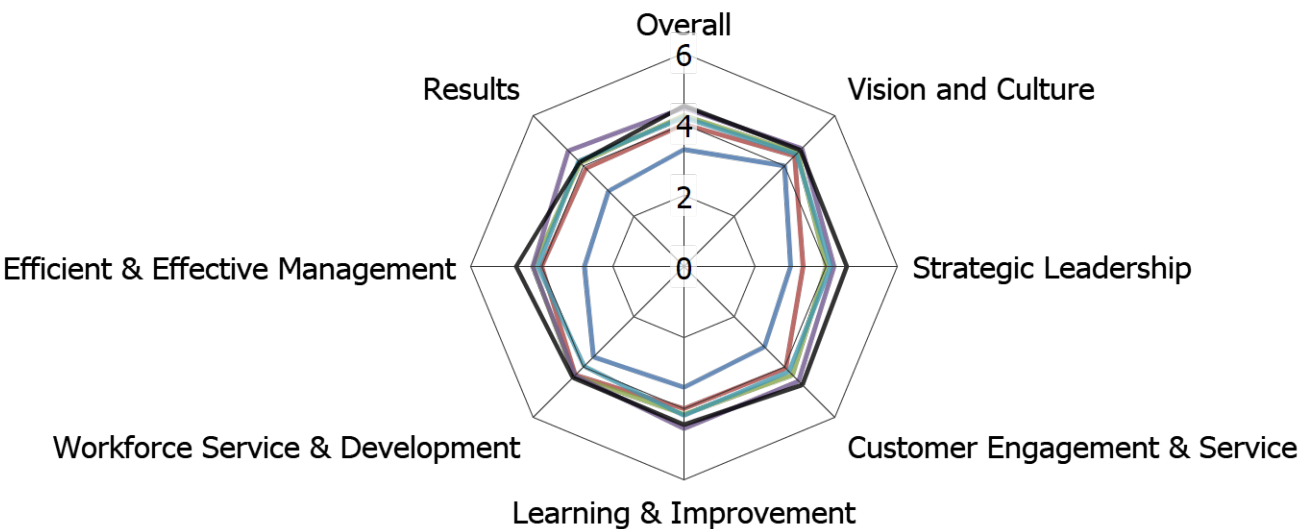 Overall
6
Results
Vision and Culture
4
2
Efficient & Effective Management
0
Strategic Leadership
Workforce Service & Development
Customer Engagement & Service
Learning & Improvement